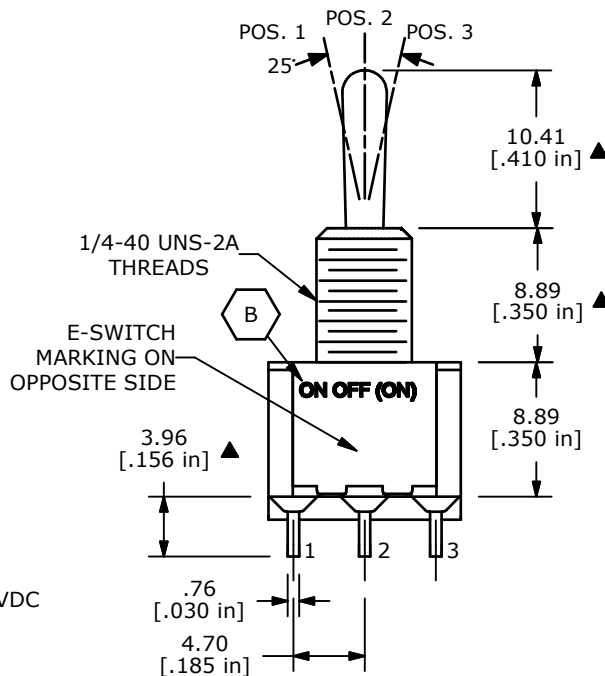 POS. 1
POS. 2
POS. 3
25°
10.41
[.410 in] ▲
1/4-40 UNS-2A
THREADS
B
8.89
[.350 in] ▲
E-SWITCH
MARKING ON
OPPOSITE SIDE
ON OFF (ON)
8.89
[.350 in]
3.96
[.156 in] ▲
1
2
3
VDC
.76
[.030 in]
4.70
[.185 in]